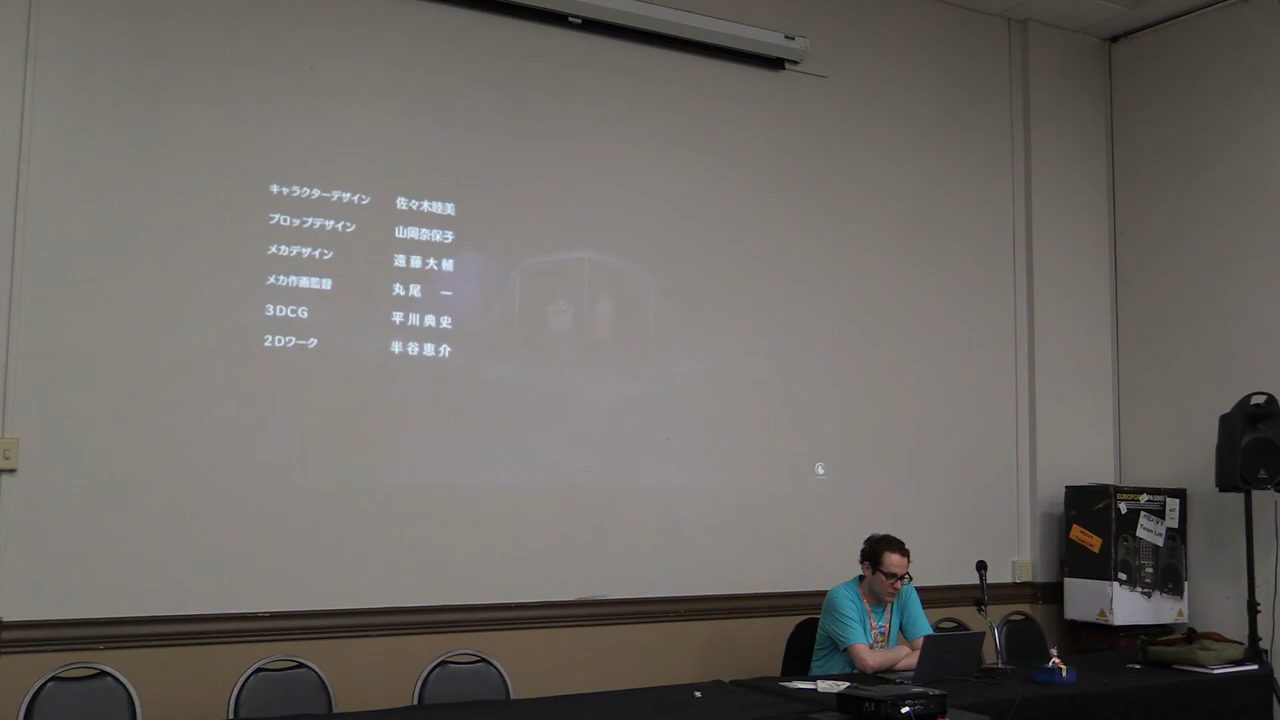 キャラクターデザイン 佐々木睦美
プロップデザイン 山岡奈保子
メカデザイン 遠藤大輔
メカ作画監督 丸尾 一
3DCG 平川典史
2Dワーク 半谷恵介
EUROPORT
Team Lot